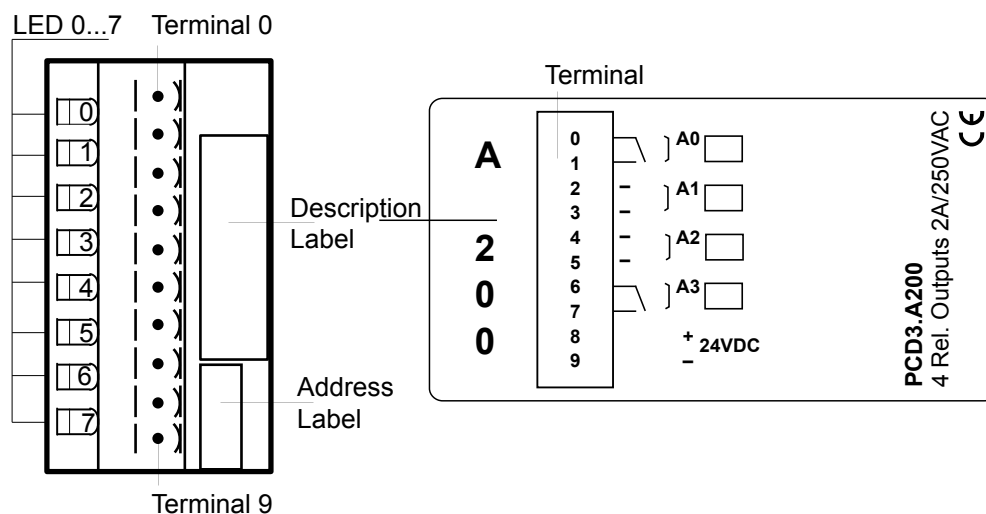 LED 0...7 Terminal 0
0
1
2
3
4
5
6
7
Description
Label
Address
Label
Terminal 9
Terminal
A
2
0
0
0
1
2
3
4
5
6
7
8
9
A0
A1
A2
A3
+ 24VDC
–
PCD3.A200
4 Rel. Outputs 2A/250VAC
CE